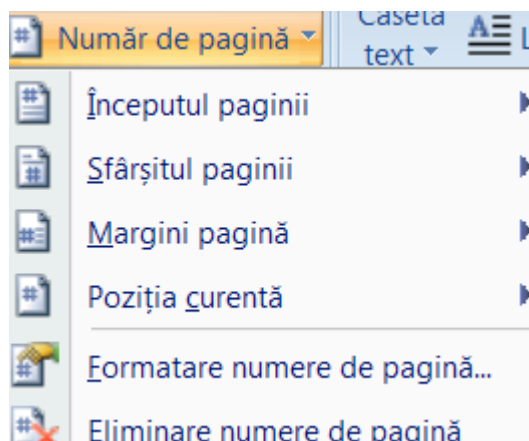 Număr de pagină
Caseta
text
Începutul paginii
Sfârșitul paginii
Margini pagină
Poziția curentă
Formatare numere de pagină...
Eliminare numere de pagină